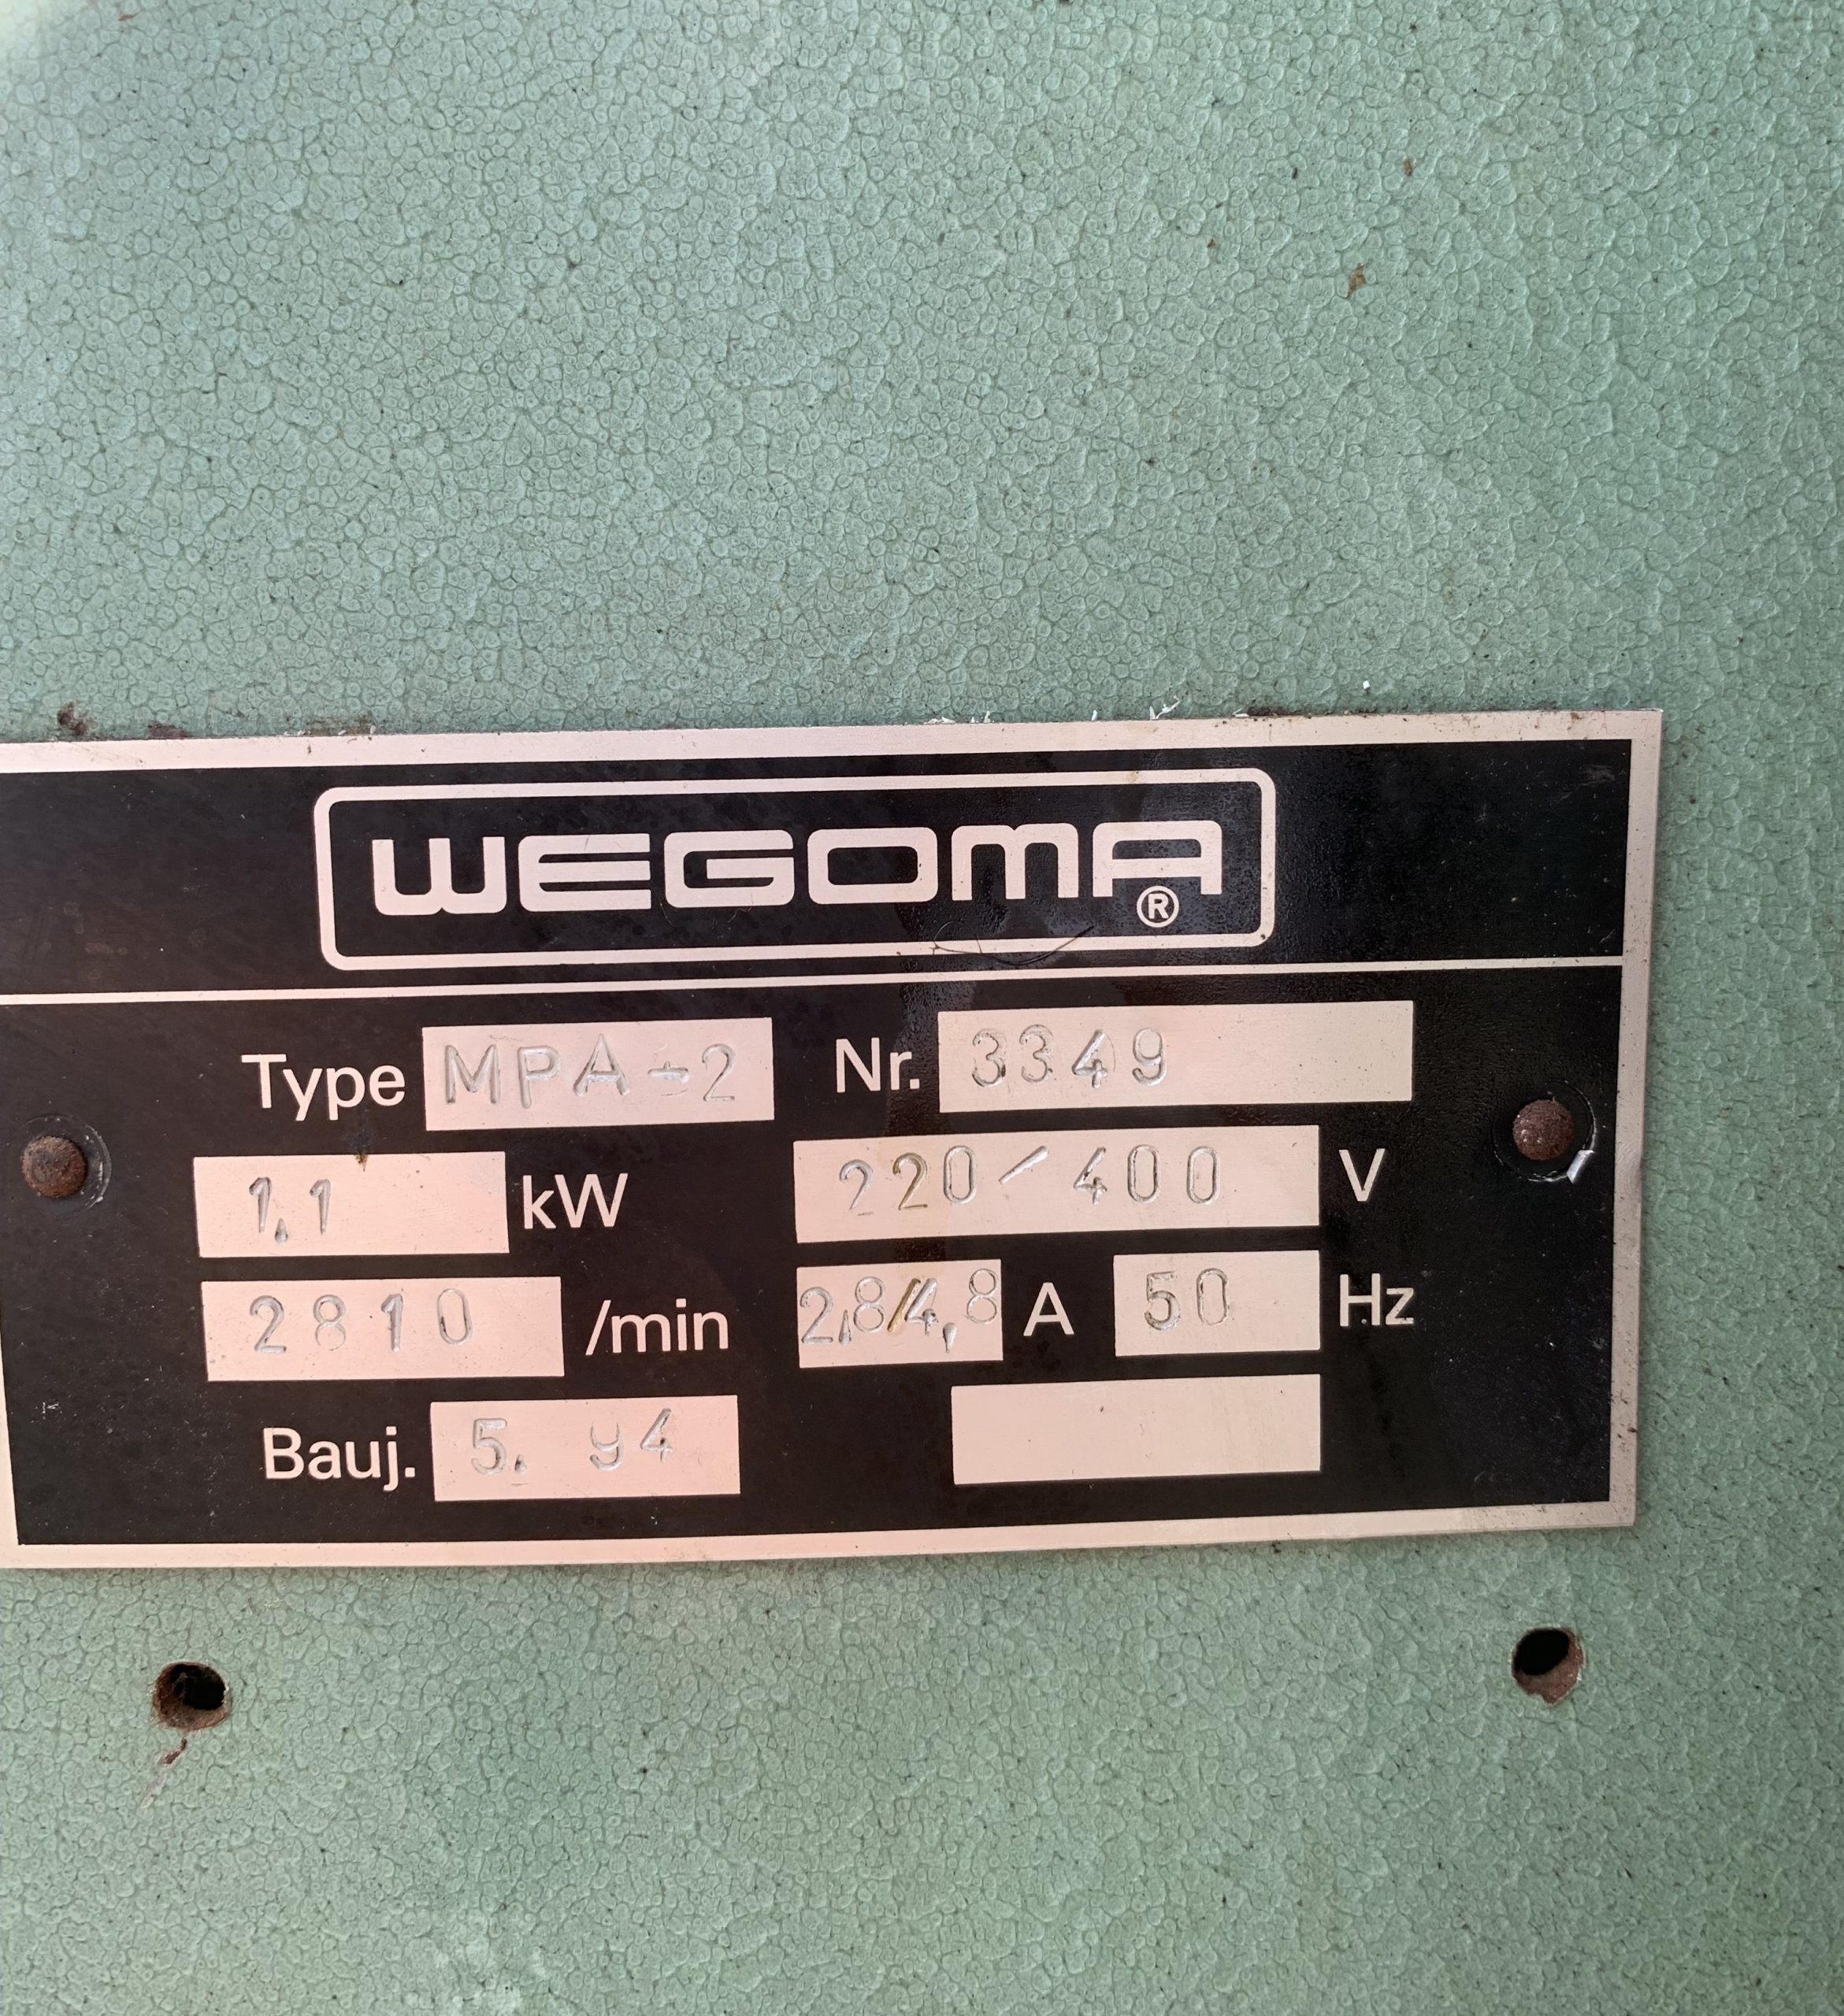 WEGOMA®
Type MPA-2 Nr. 3349
1,1 kW 220/400 V
2810 /min 2,8/4,8 A 50 Hz
Bauj. 5. 94